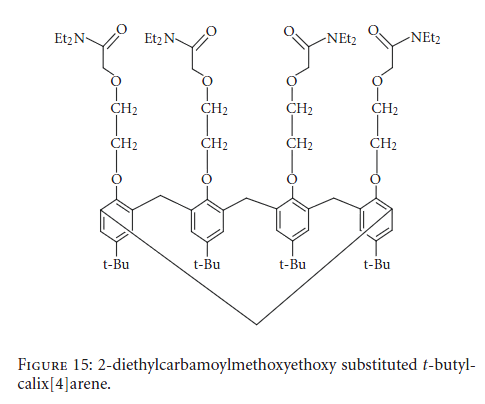 O O O O
Et2N Et2N NEt2 NEt2
O O O O
CH2 CH2 CH2 CH2
CH2 CH2 CH2 CH2
O O O O
t-Bu t-Bu t-Bu t-Bu
FIGURE 15: 2-diethylcarbamoylmethoxyethoxy substituted t-butyl-
calix[4]arene.